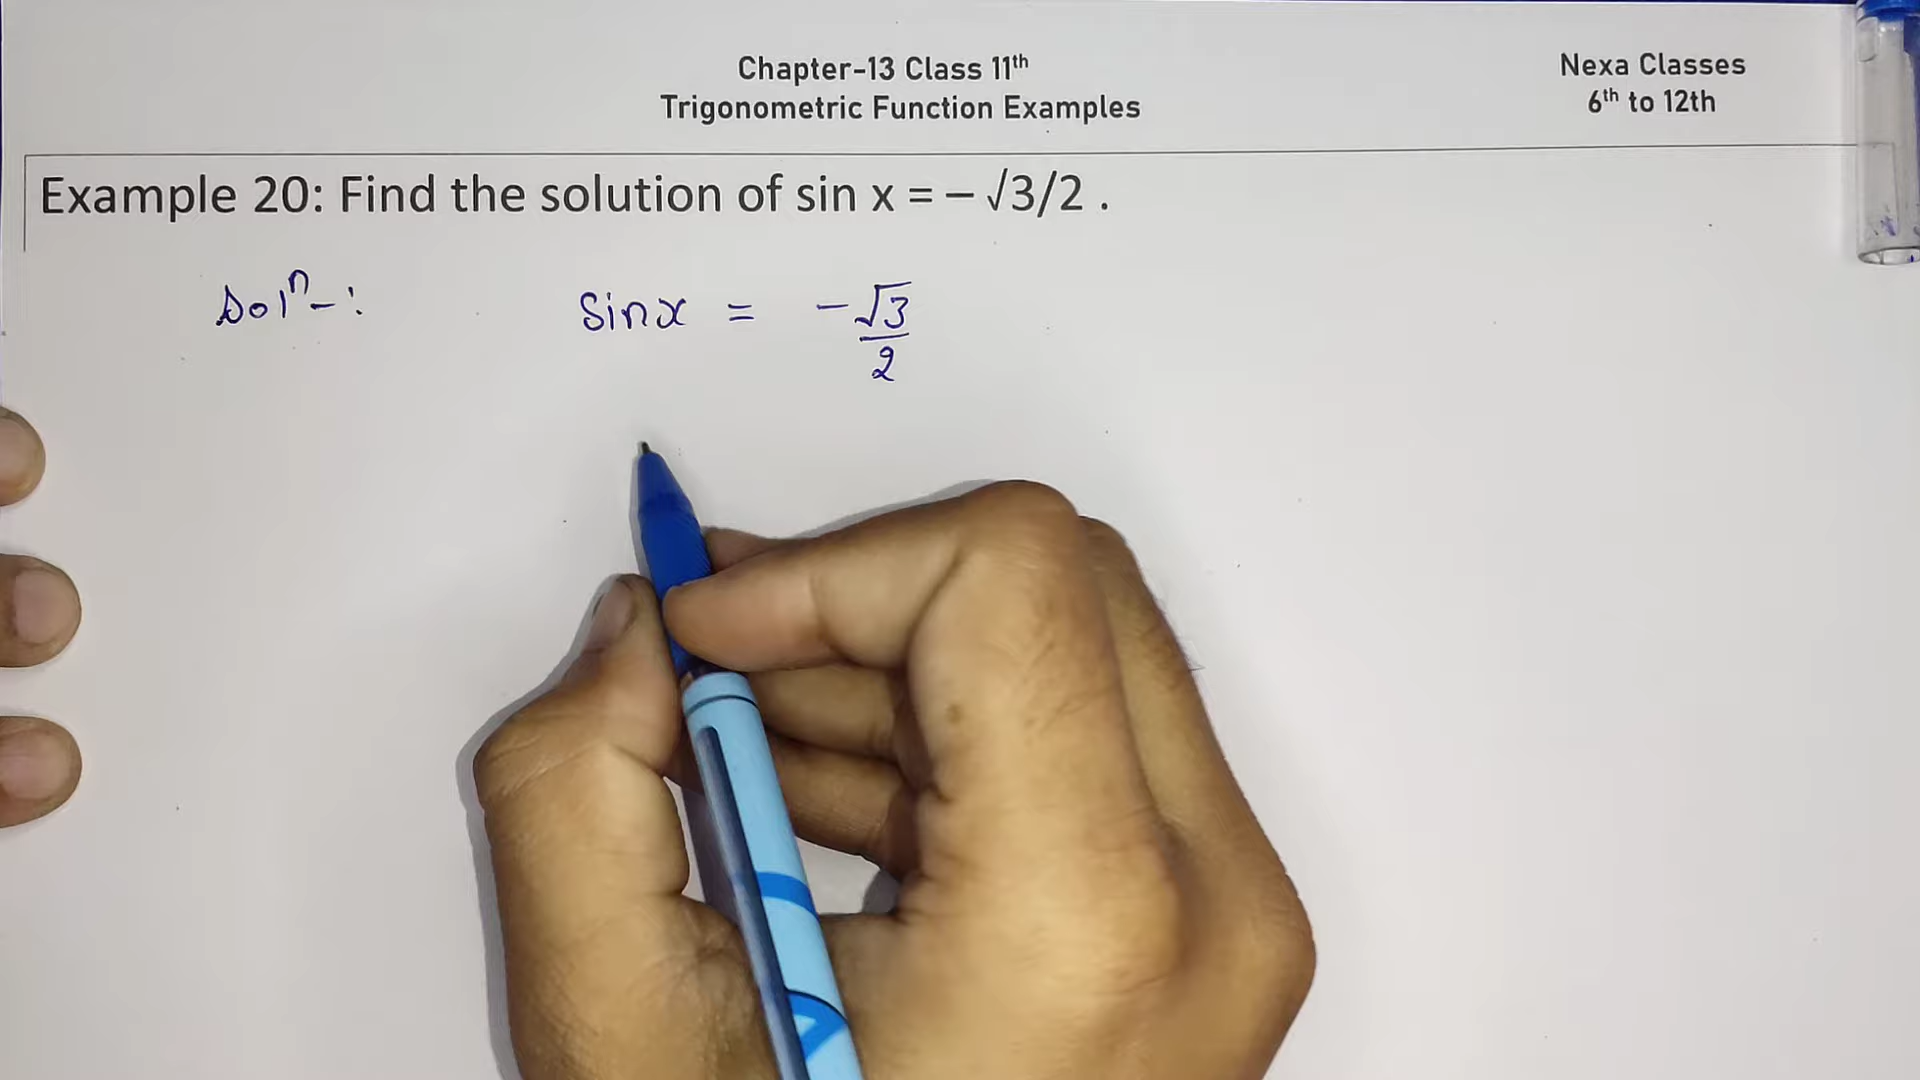 Chapter-13 Class 11th
Trigonometric Function Examples
Nexa Classes
6th to 12th
Example 20: Find the solution of sin x = – √3/2 .
Solⁿ-: sinx = -√3/2